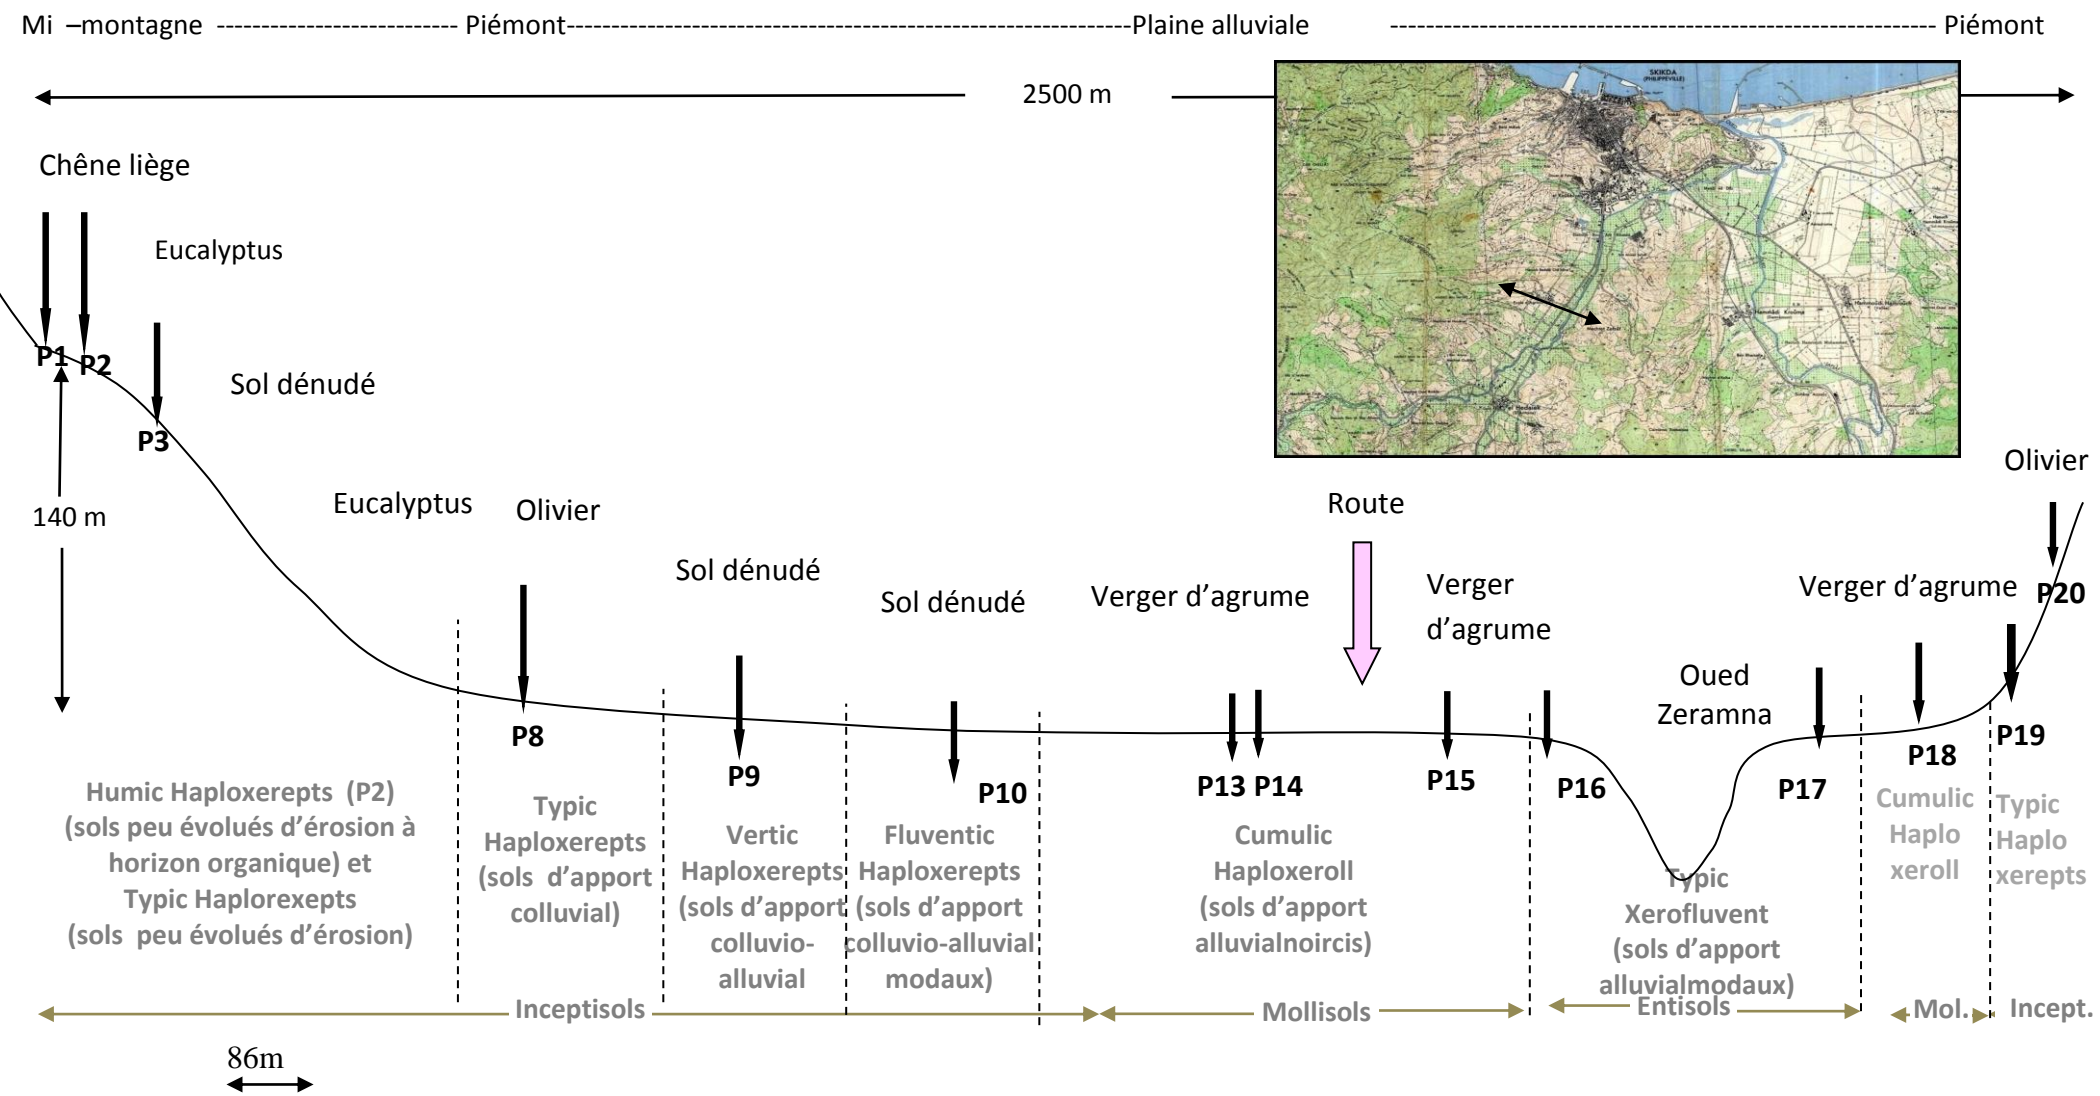 Mi –montagne ----------------------- Piémont------------------------------------------------------Plaine alluviale ----------------------------------------------------- Piémont
2500 m
SKIKDA
(PHILIPPEVILLE)
Chêne liège
Eucalyptus
P1
P2
Sol dénudé
P3
140 m
Eucalyptus
Olivier
Route
Olivier
Sol dénudé
Sol dénudé
Verger d’agrume
Verger
d’agrume
Verger d’agrume
P20
Oued
Zeramna
P8
P9
P10
P13
P14
P15
P16
P17
P18
P19
Humic Haploxerepts (P2)
(sols peu évolués d’érosion à
horizon organique) et
Typic Haplorexepts
(sols peu évolués d’érosion)
Typic
Haploxerepts
(sols d’apport
colluvial)
Vertic
Haploxerepts
(sols d’apport
colluvio-
alluvial
Fluventic
Haploxerepts
(sols d’apport
colluvio-alluvial
modaux)
Cumulic
Haploxeroll
(sols d’apport
alluvialnoircis)
Typic
Xerofluvent
(sols d’apport
alluvialmodaux)
Cumulic
Haplo
xeroll
Typic
Haplo
xerepts
Inceptisols
Mollisols
Entisols
Mol.
Incept.
86m